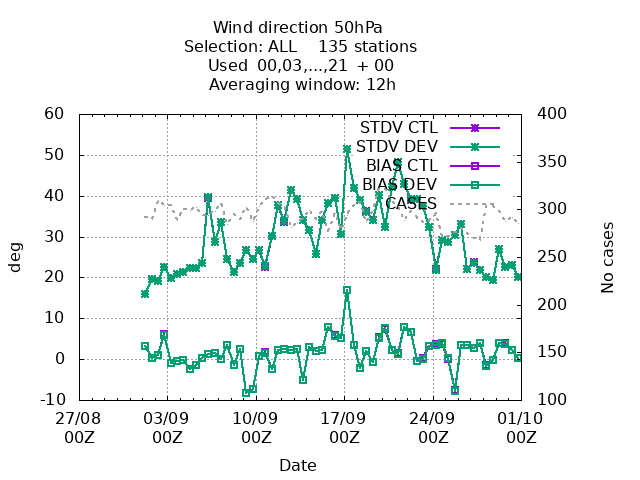 Wind direction 50hPa
Selection: ALL    135 stations
Used  00,03,...,21  + 00
Averaging window: 12h
60
50
40
30
20
10
0
-10
deg
400
350
300
250
200
150
100
No cases
STDV CTL
STDV DEV
BIAS CTL
BIAS DEV
CASES
27/08 03/09 10/09 17/09 24/09 01/10
00Z 00Z 00Z 00Z 00Z 00Z
Date